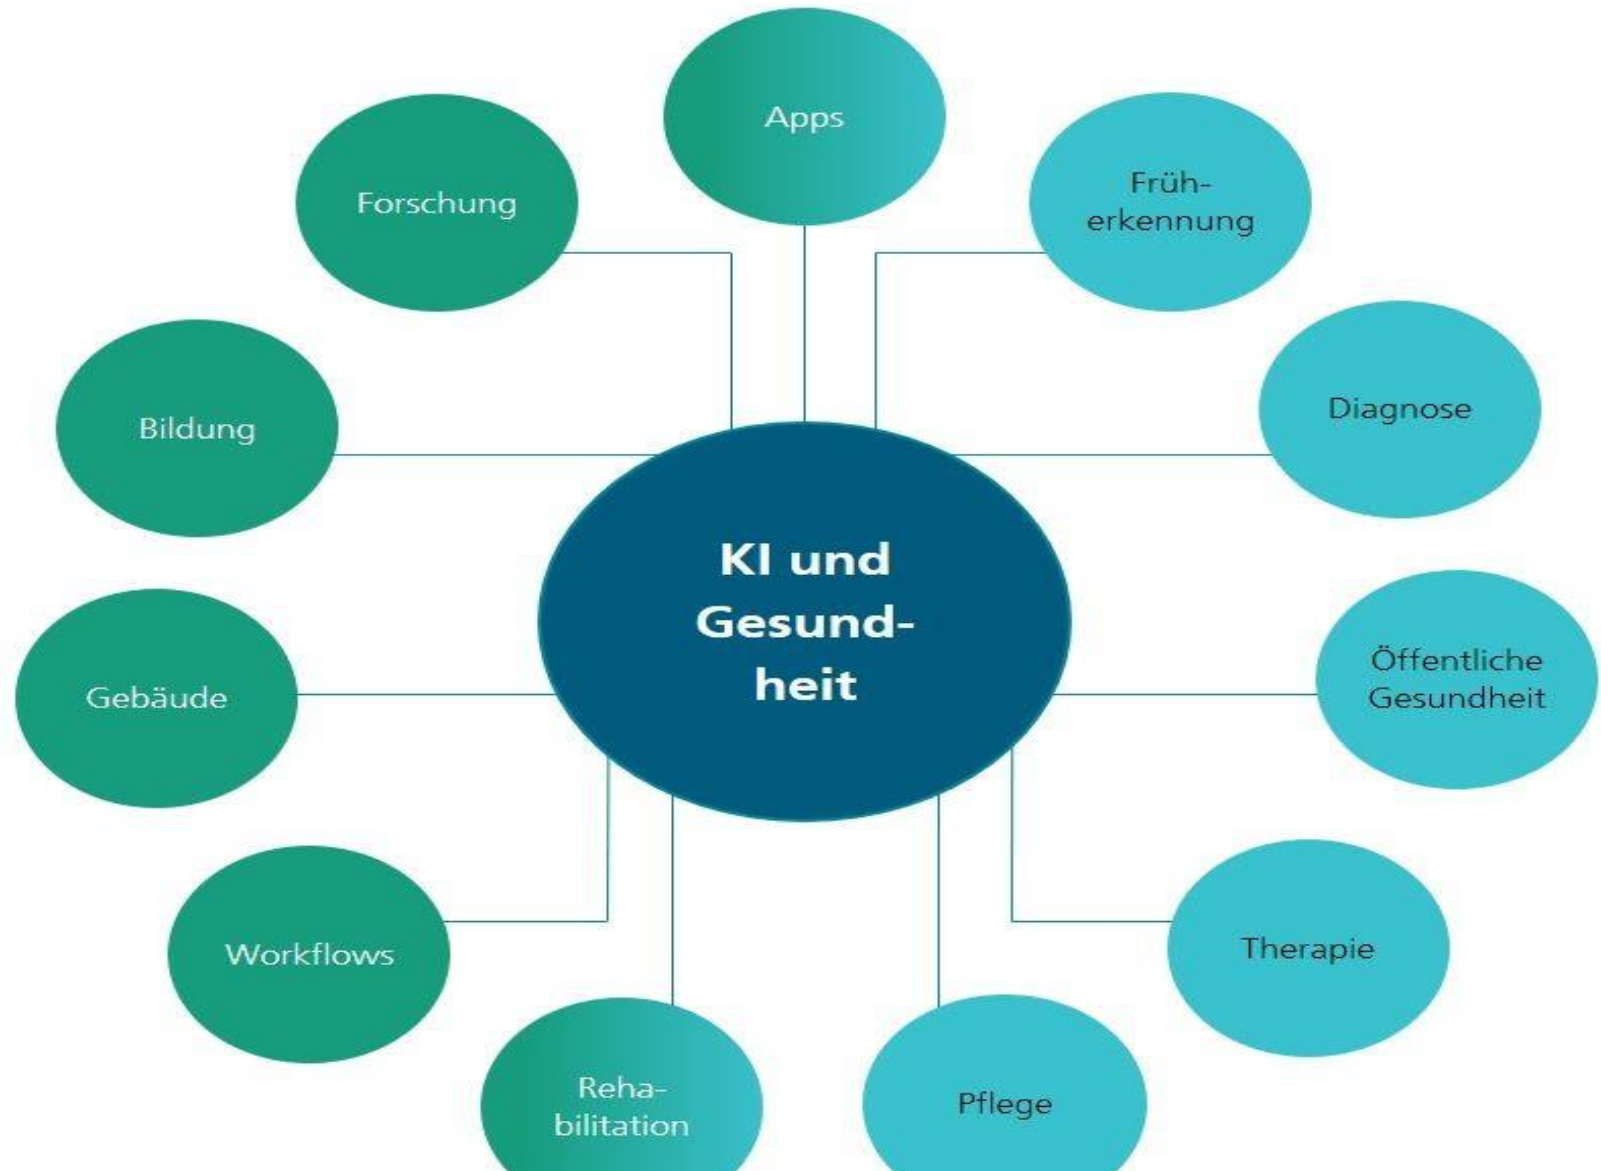 Apps
Früh-
erkennung
Forschung
Diagnose
Bildung
KI und
Gesund-
heit
Öffentliche
Gesundheit
Gebäude
Therapie
Workflows
Reha-
bilitation
Pflege